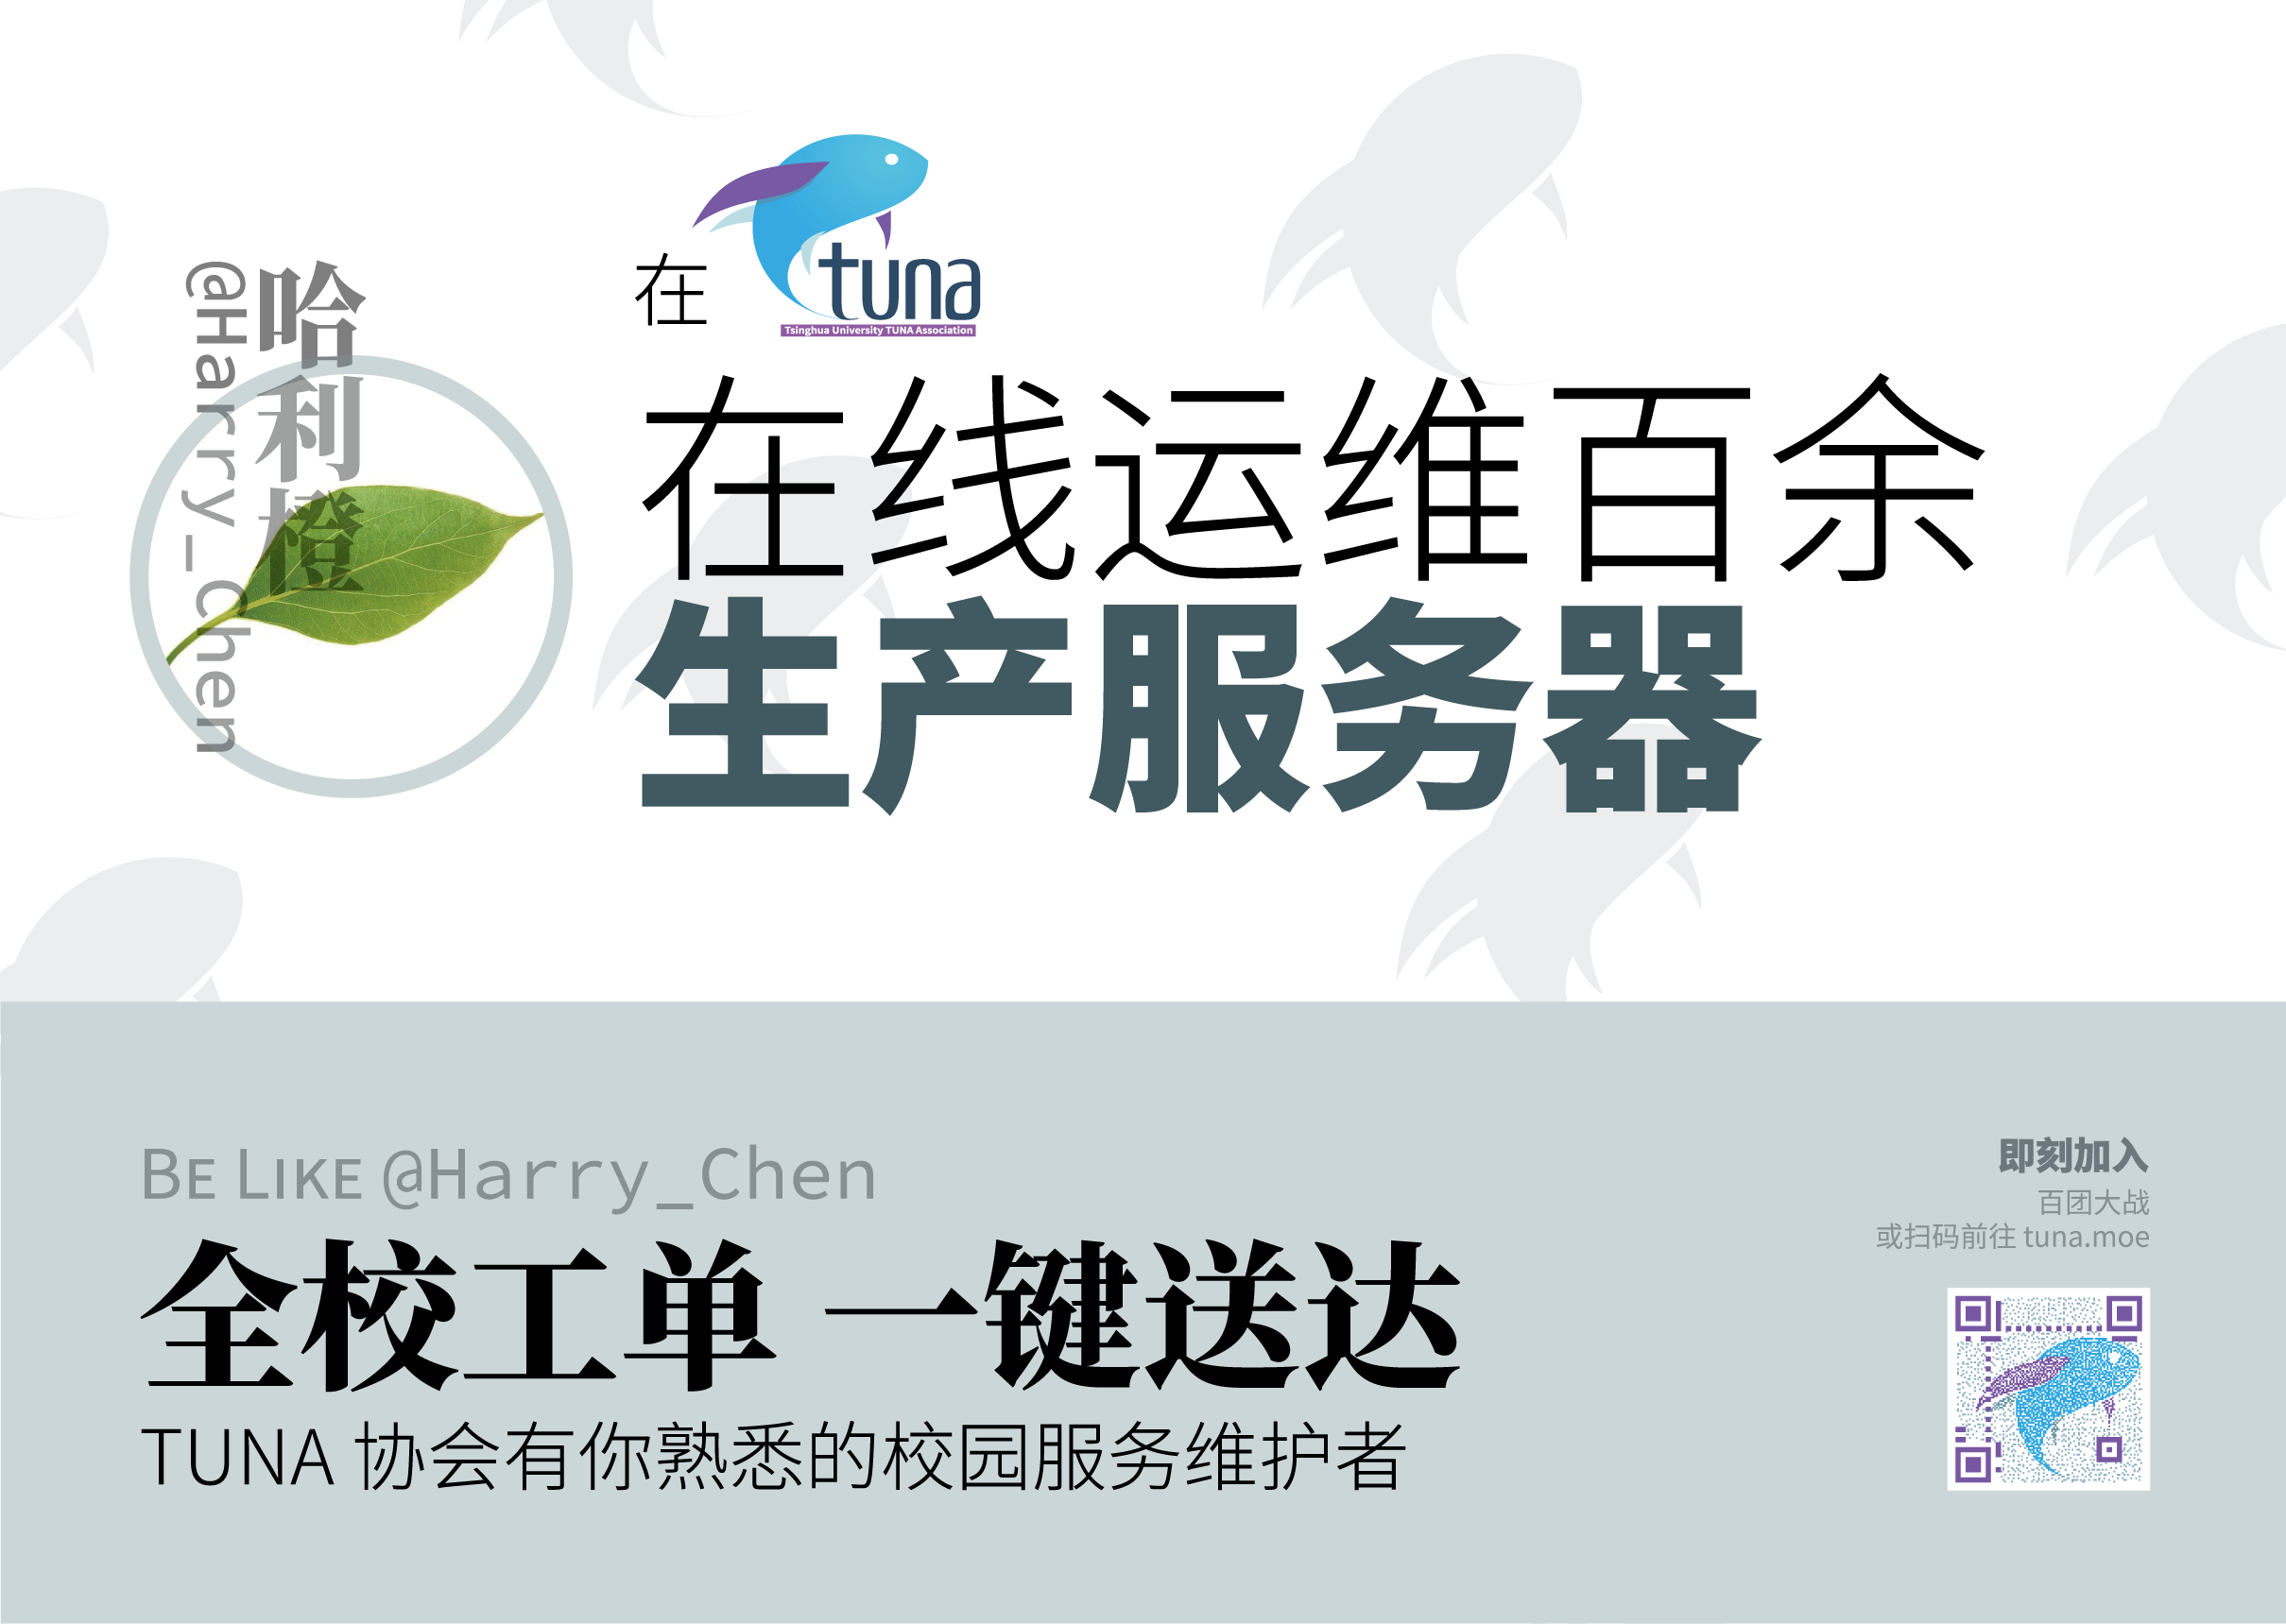 哈利橙
@Harry_Chen
在 tuna
Tsinghua University TUNA Association
在线运维百余
生产服务器
BE LIKE @Harry_Chen
全校工单 一键送达
TUNA 协会有你熟悉的校园服务维护者
即刻加入
百团大战
或扫码前往 tuna.moe